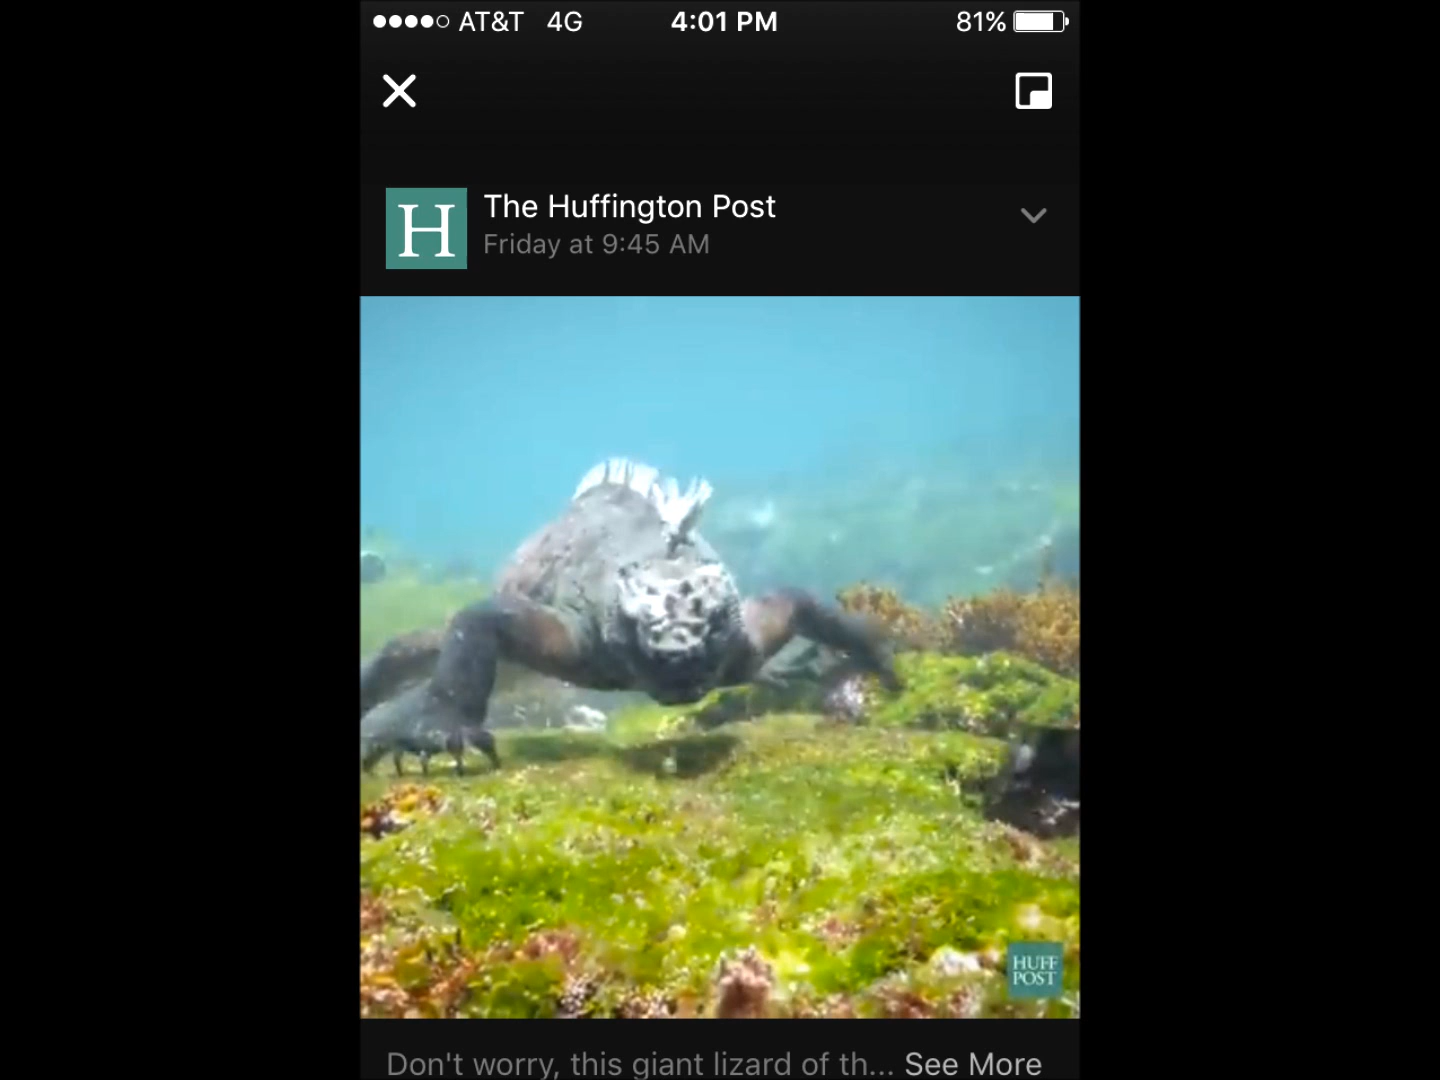 AT&T 4G 4:01 PM 81%
H The Huffington Post
Friday at 9:45 AM
HUFF
POST
Don't worry, this giant lizard of th... See More